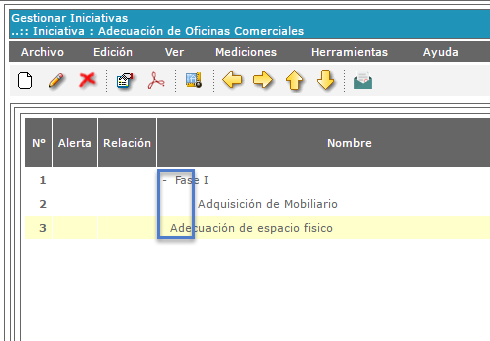 Gestionar Iniciativas
..:: Iniciativa : Adecuación de Oficinas Comerciales
Archivo Edición Ver Mediciones Herramientas Ayuda
Nº Alerta Relación Nombre
1 - Fase I
2 Adquisición de Mobiliario
3 Adecuación de espacio fisico